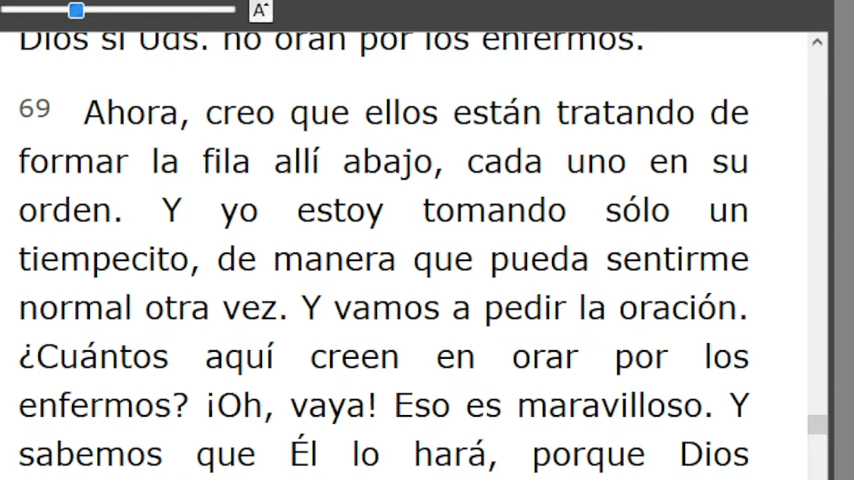 A
Dios si Uds. no oran por los enfermos.
69 Ahora, creo que ellos están tratando de
formar la fila allí abajo, cada uno en su
orden. Y yo estoy tomando sólo un
tiempecito, de manera que pueda sentirme
normal otra vez. Y vamos a pedir la oración.
¿Cuántos aquí creen en orar por los
enfermos? ¡Oh, vaya! Eso es maravilloso. Y
sabemos que Él lo hará, porque Dios